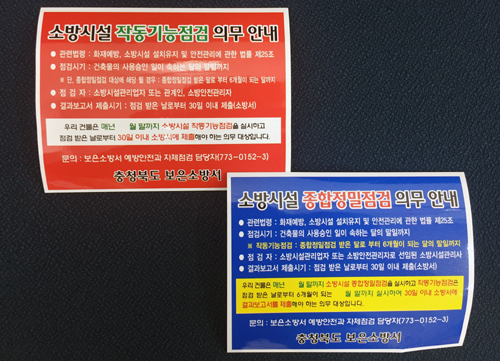 소방시설 작동기능점검 의무 안내
● 관련법령 : 화재예방, 소방시설 설치유지 및 안전관리에 관한 법률 제25조
● 점검시기 : 건축물의 사용승인 일이 속하는 달의 말일까지
※ 단, 종합정밀점검 대상에 해당 될 경우 : 종합정밀점검 받은 달로 부터 6개월이 되는 달의 말일까지
● 점 검 자 : 소방시설관리업자 또는 관계인, 소방안전관리자
● 결과보고서 제출시기 : 점검 받은 날로부터 30일 이내 제출(소방서)
우리 건물은 매년 월 말까지 소방시설 작동기능점검을 실시하고
점검 받은 날로부터 30일 이내 소방서에 제출해야 하는 의무 대상입니다.
문의 : 보은소방서 예방안전과 자체점검 담당자(773-0152~3)
충청북도 보은소방서
소방시설 종합정밀점검 의무 안내
● 관련법령 : 화재예방, 소방시설 설치유지 및 안전관리에 관한 법률 제25조
● 점검시기 : 건축물의 사용승인 일이 속하는 달의 말일까지
※ 작동기능점검 : 종합정밀점검 받은 달로 부터 6개월이 되는 달의 말일까지
● 점 검 자 : 소방시설관리업자 또는 소방안전관리자로 선임된 소방시설관리사
● 결과보고서 제출시기 : 점검 받은 날로부터 30일 이내 제출(소방서)
우리 건물은 매년 월 말까지 소방시설 종합정밀점검을 실시하고 작동기능점검은
점검 받은 날로부터 6개월이 되는 월 말까지 실시하여 30일 이내 소방서에
결과보고서를 제출해야 하는 의무 대상입니다.
문의 : 보은소방서 예방안전과 자체점검 담당자(773-0152~3)
충청북도 보은소방서